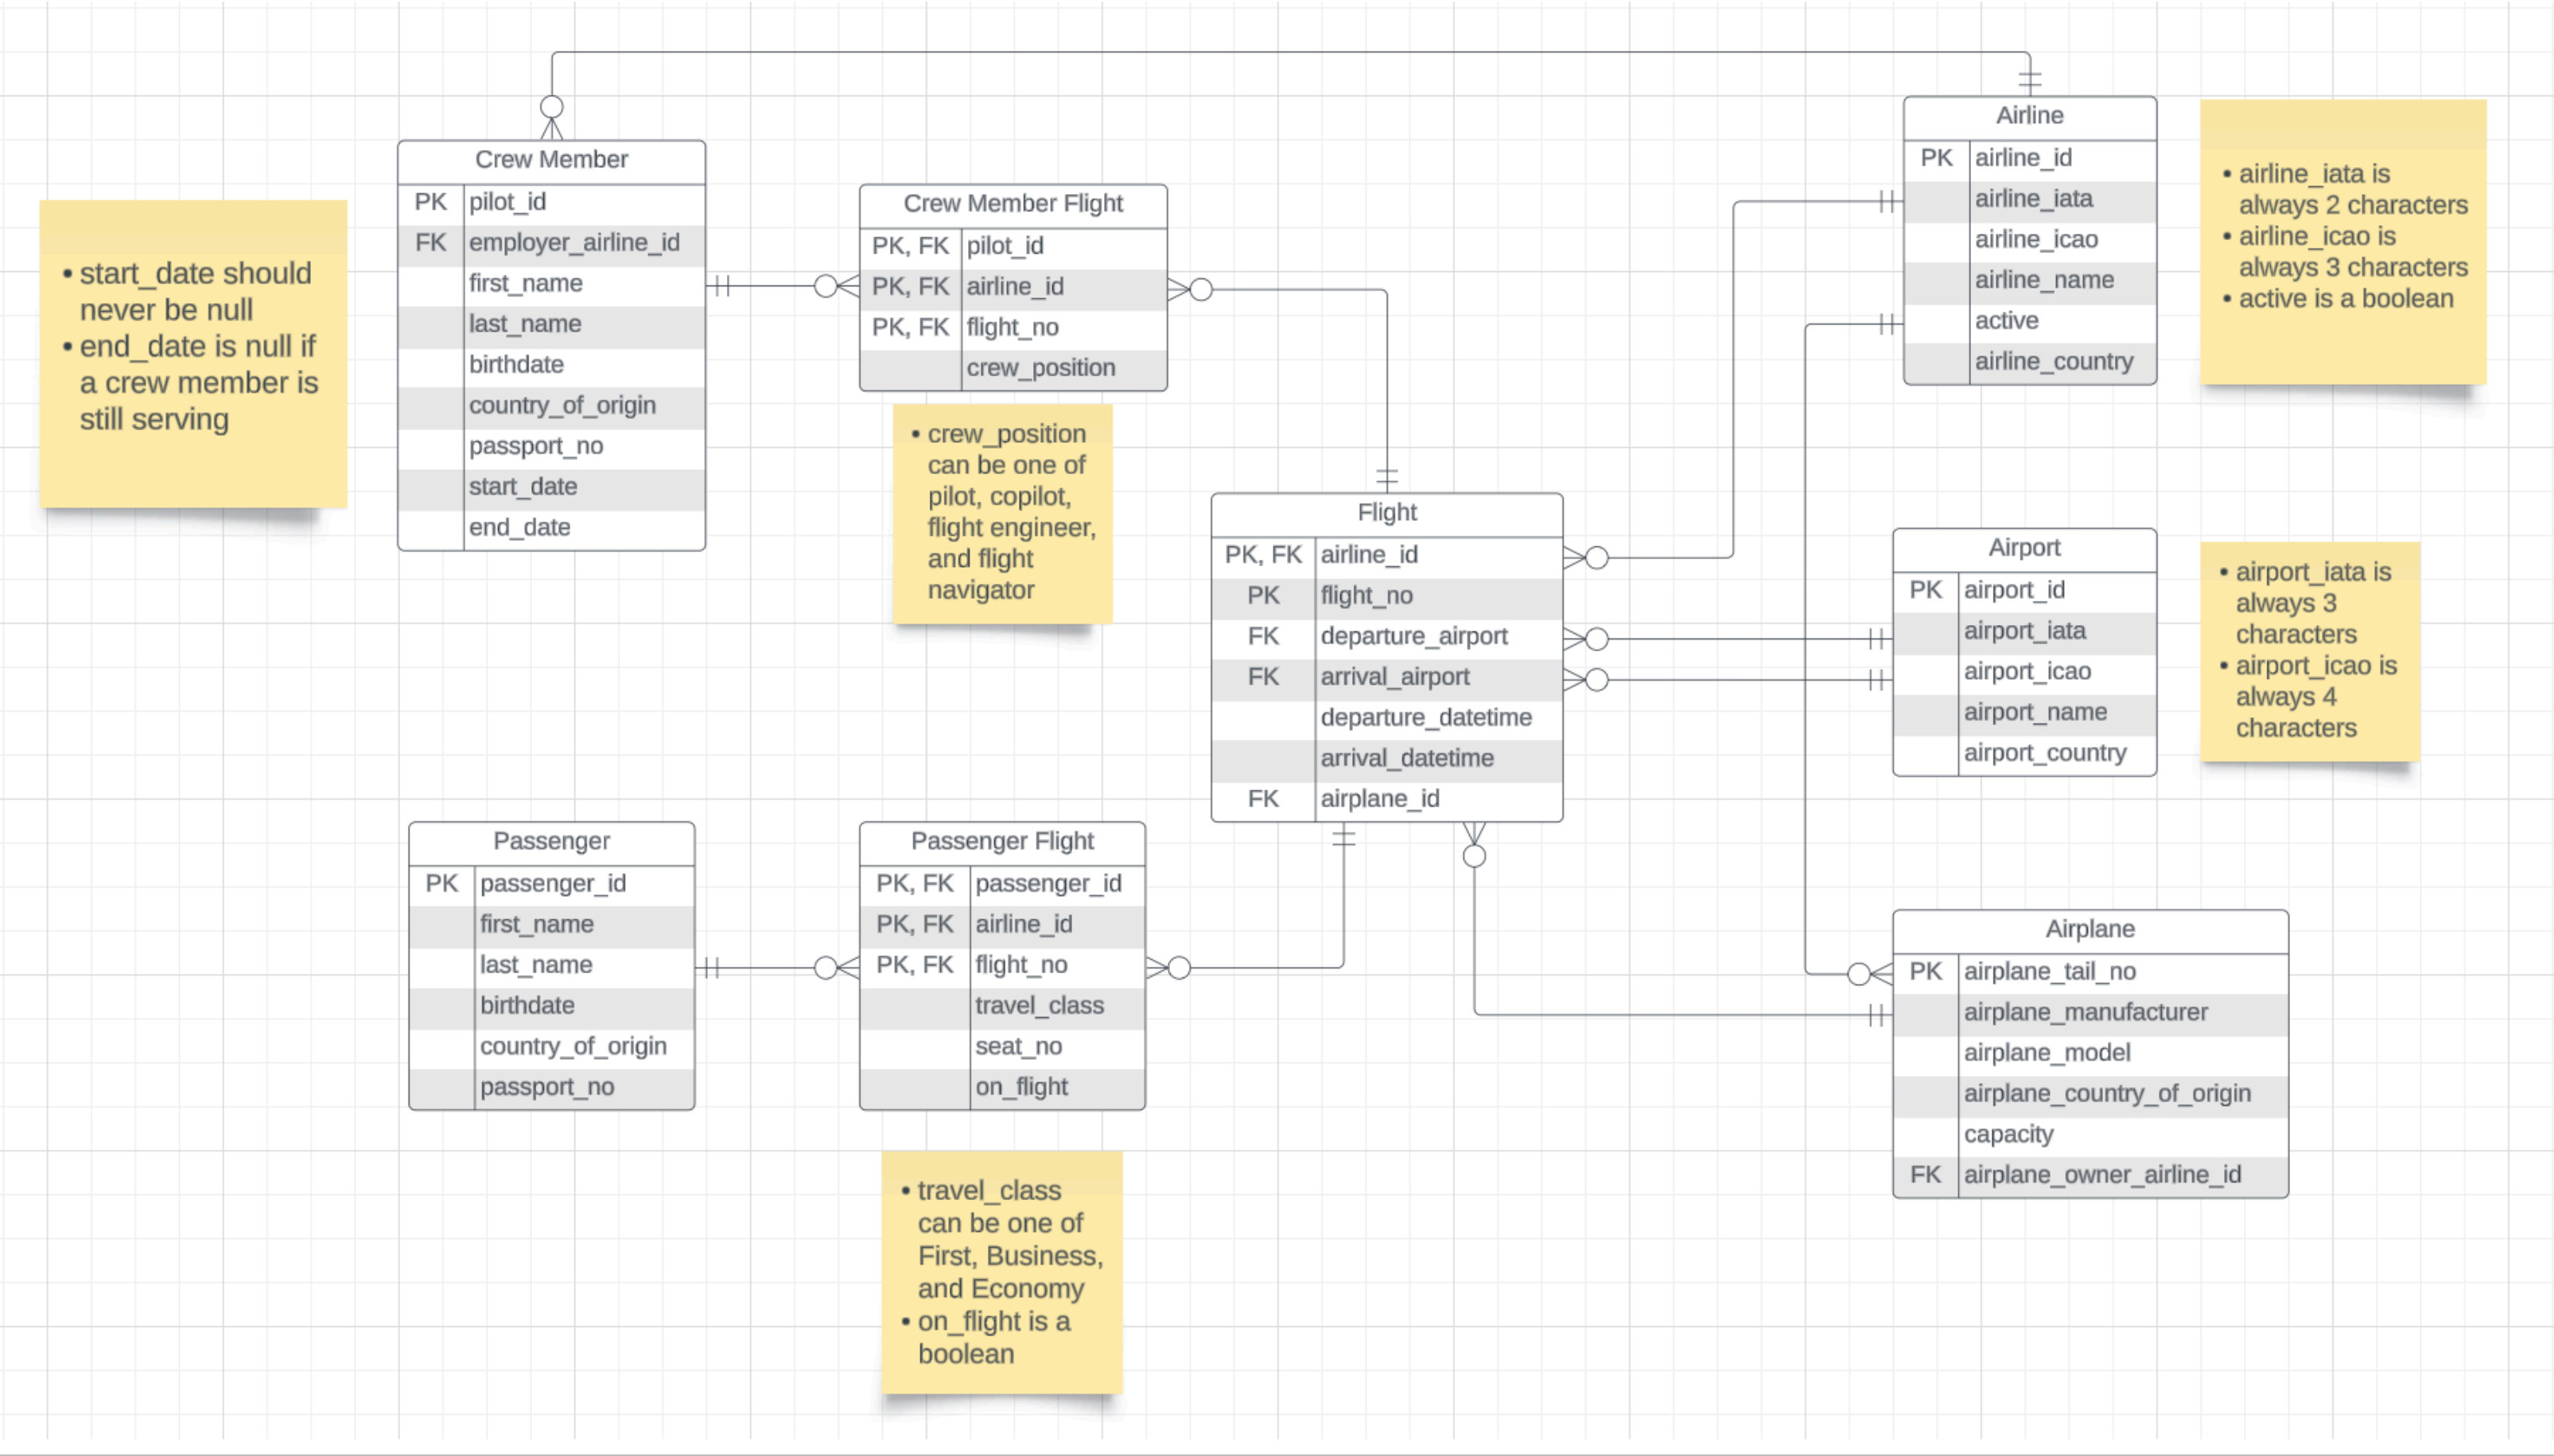 Crew Member
PK pilot_id
FK employer_airline_id
first_name
last_name
birthdate
country_of_origin
passport_no
start_date
end_date
• start_date should
never be null
• end_date is null if
a crew member is
still serving
Crew Member Flight
PK, FK pilot_id
PK, FK airline_id
PK, FK flight_no
crew_position
• crew_position
can be one of
pilot, copilot,
flight engineer,
and flight
navigator
Airline
PK airline_id
airline_iata
airline_icao
airline_name
active
airline_country
• airline_iata is
always 2 characters
• airline_icao is
always 3 characters
• active is a boolean
Flight
PK, FK airline_id
PK flight_no
FK departure_airport
FK arrival_airport
departure_datetime
arrival_datetime
FK airplane_id
Airport
PK airport_id
airport_iata
airport_icao
airport_name
airport_country
• airport_iata is
always 3
characters
• airport_icao is
always 4
characters
Passenger
PK passenger_id
first_name
last_name
birthdate
country_of_origin
passport_no
Passenger Flight
PK, FK passenger_id
PK, FK airline_id
PK, FK flight_no
travel_class
seat_no
on_flight
• travel_class
can be one of
First, Business,
and Economy
• on_flight is a
boolean
Airplane
PK airplane_tail_no
airplane_manufacturer
airplane_model
airplane_country_of_origin
capacity
FK airplane_owner_airline_id